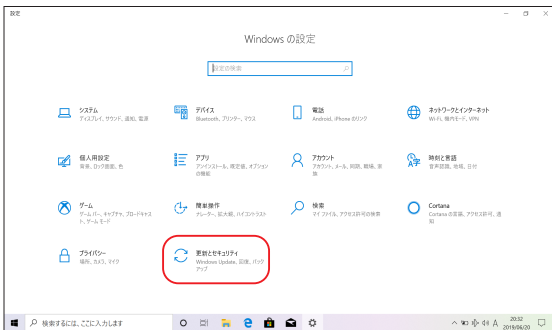 設定
Windows の設定
設定の検索
システム
ディスプレイ、サウンド、通知、電源
デバイス
Bluetooth、プリンター、マウス
電話
Android, iPhone のリンク
ネットワークとインターネット
Wi-Fi、機内モード、VPN
個人用設定
背景、ロック画面、色
アプリ
アンインストール、既定値、オプション
の機能
アカウント
アカウント、メール、同期、職場、家
族
時刻と言語
音声認識、地域、日付
ゲーム
ゲーム バー、キャプチャ、ブロードキャス
ト、ゲーム モード
簡単操作
ナレーター、拡大鏡、ハイコントラスト
検索
マイ ファイル、アクセス許可の検索
Cortana
Cortana の言語、アクセス許可、通
知
プライバシー
場所、カメラ、マイク
更新とセキュリティ
Windows Update、回復、バック
アップ
検索するには、ここに入力します
A
20:32
2019/06/20